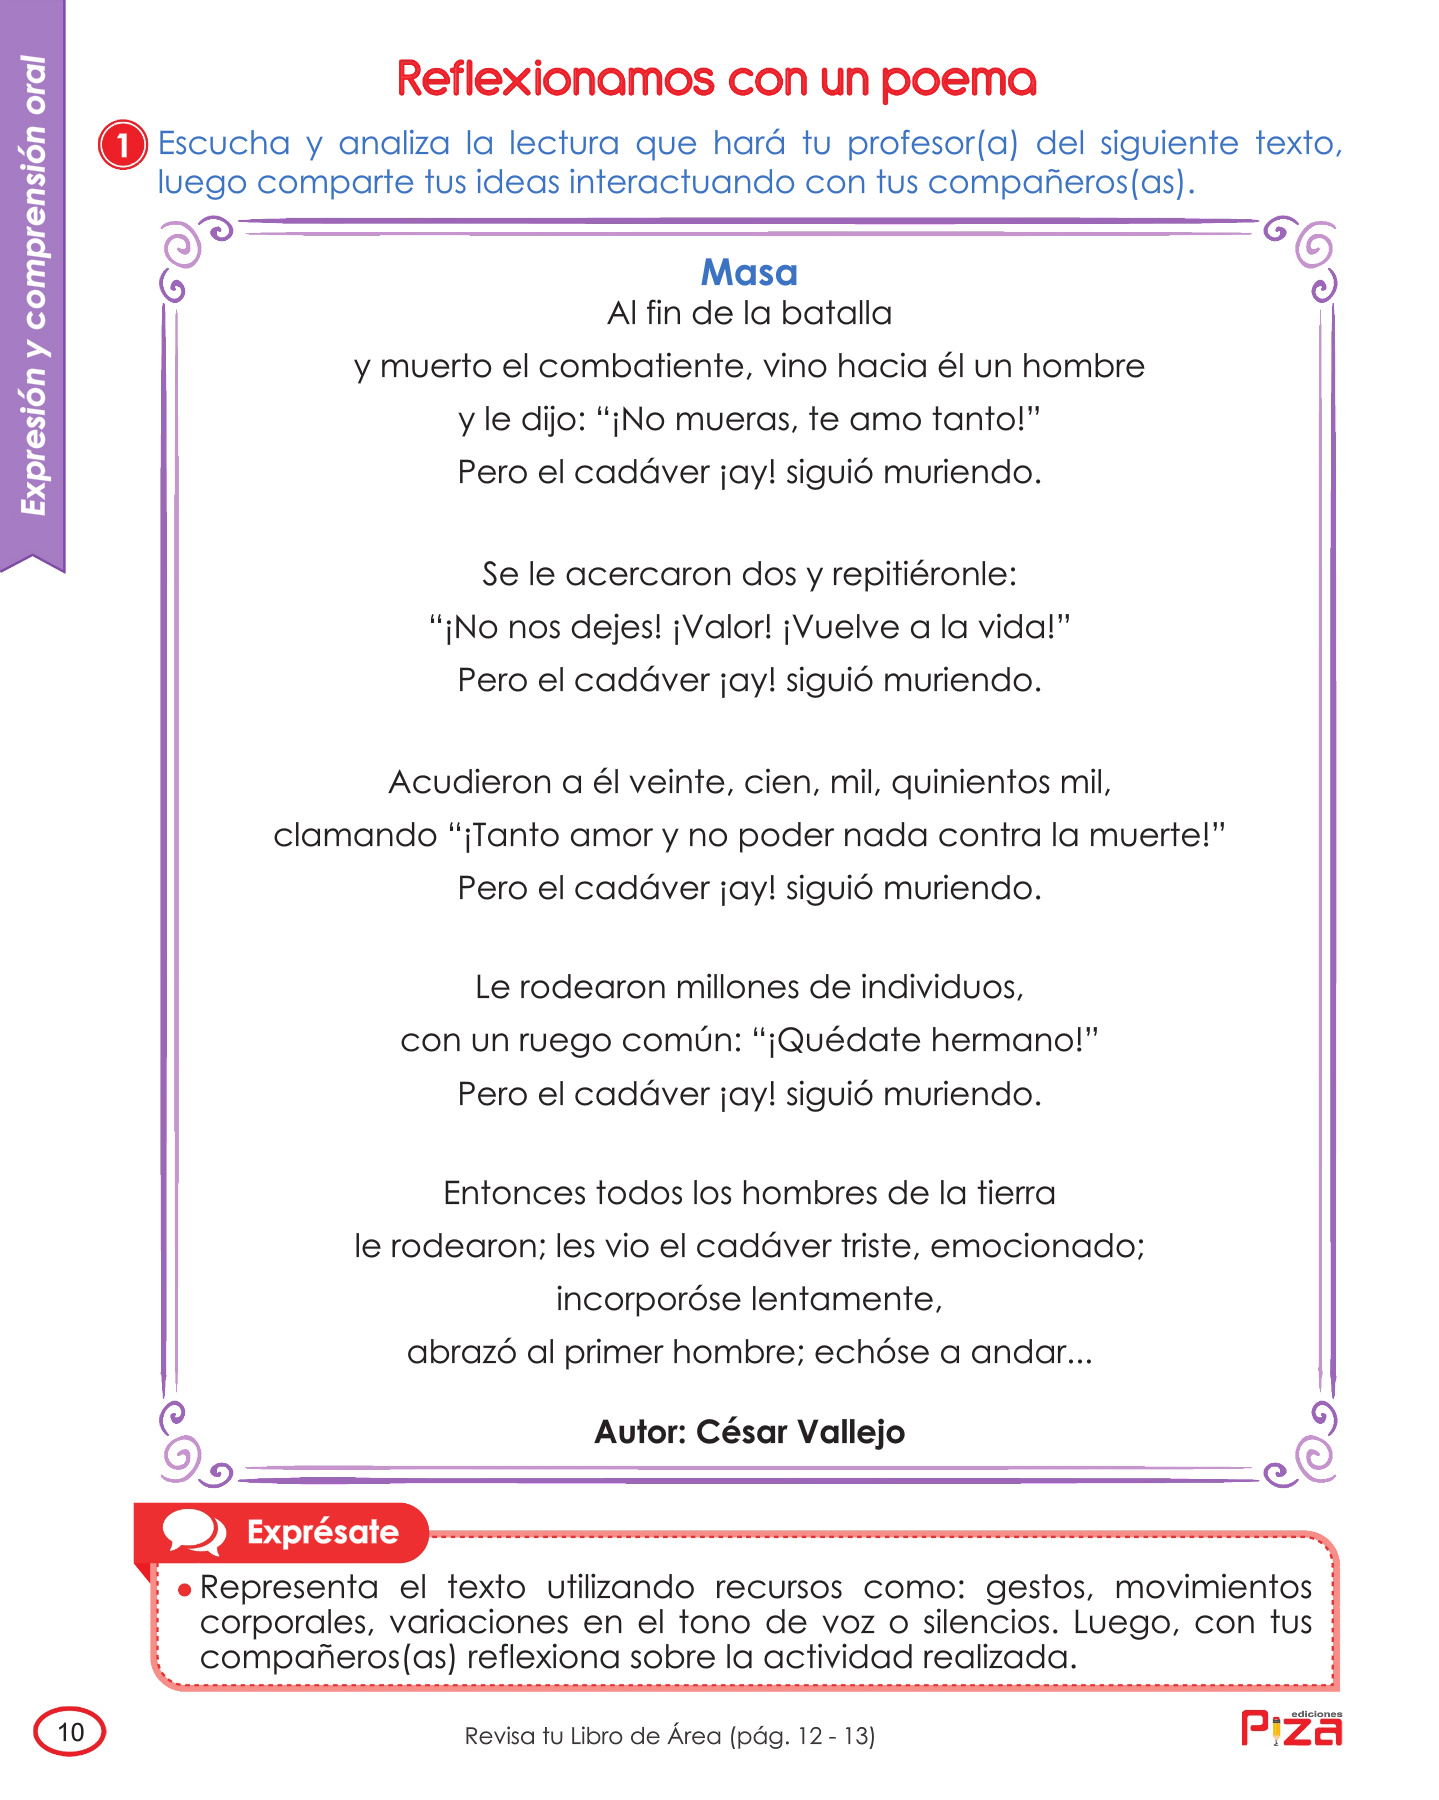 Expresión y comprensión oral
Reflexionamos con un poema
1 Escucha y analiza la lectura que hará tu profesor(a) del siguiente texto,
luego comparte tus ideas interactuando con tus compañeros(as).
Masa
Al fin de la batalla
y muerto el combatiente, vino hacia él un hombre
y le dijo: “¡No mueras, te amo tanto!”
Pero el cadáver ¡ay! siguió muriendo.
Se le acercaron dos y repitiéronle:
“¡No nos dejes! ¡Valor! ¡Vuelve a la vida!”
Pero el cadáver ¡ay! siguió muriendo.
Acudieron a él veinte, cien, mil, quinientos mil,
clamando “¡Tanto amor y no poder nada contra la muerte!”
Pero el cadáver ¡ay! siguió muriendo.
Le rodearon millones de individuos,
con un ruego común: “¡Quédate hermano!”
Pero el cadáver ¡ay! siguió muriendo.
Entonces todos los hombres de la tierra
le rodearon; les vio el cadáver triste, emocionado;
incorporóse lentamente,
abrazó al primer hombre; echóse a andar...
Autor: César Vallejo
Exprésate
• Representa el texto utilizando recursos como: gestos, movimientos
corporales, variaciones en el tono de voz o silencios. Luego, con tus
compañeros(as) reflexiona sobre la actividad realizada.
10
Revisa tu Libro de Área (pág. 12 - 13)
ediciones
Piza